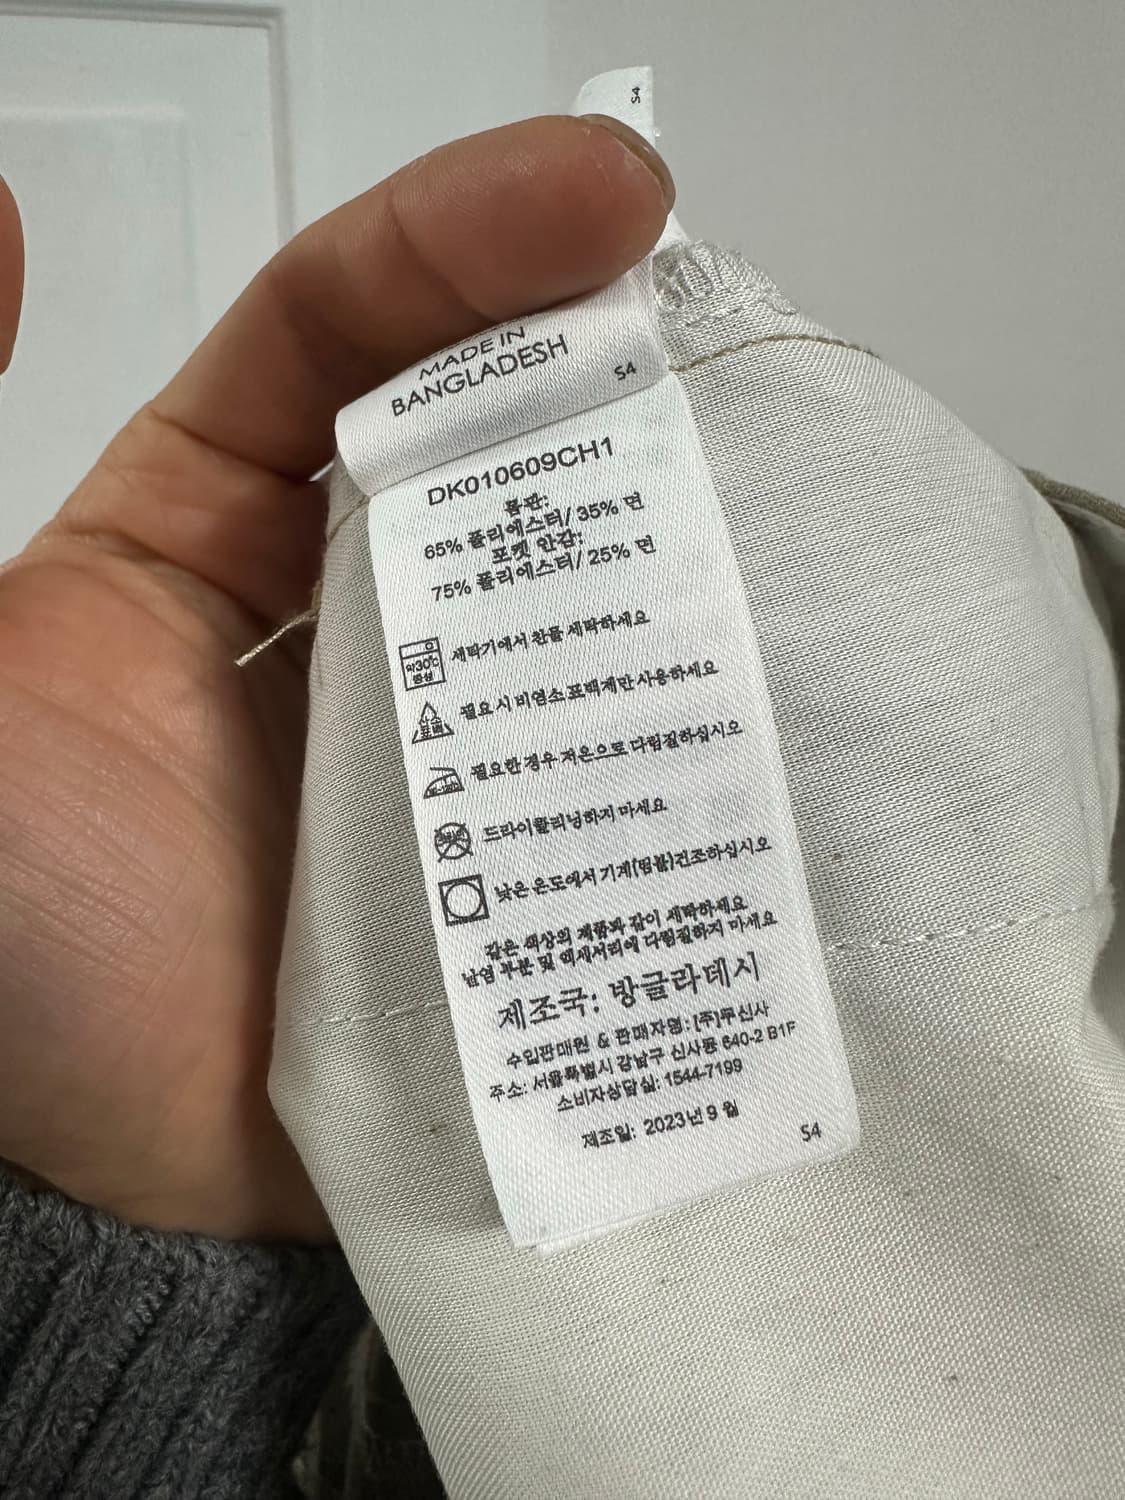 S4
MADE IN
BANGLADESH
S4
DK010609CH1
몸판:
65% 폴리에스터/ 35% 면
포켓 안감:
75% 폴리에스터/ 25% 면
약30℃
세탁기에서 찬물 세탁하세요
표백
필요 시 비염소 표백제만 사용하세요
필요한 경우 저온으로 다림질하십시오
드라이클리닝하지 마세요
낮은 온도에서 기계(텀블)건조하십시오
같은 색상의 제품과 같이 세탁하세요
날염 부분 및 액세서리에 다림질하지 마세요
제조국: 방글라데시
수입판매원 & 판매자명: (주)무신사
주소: 서울특별시 강남구 신사동 640-2 B1F
소비자상담실: 1544-7199
제조일: 2023년 9 월
S4